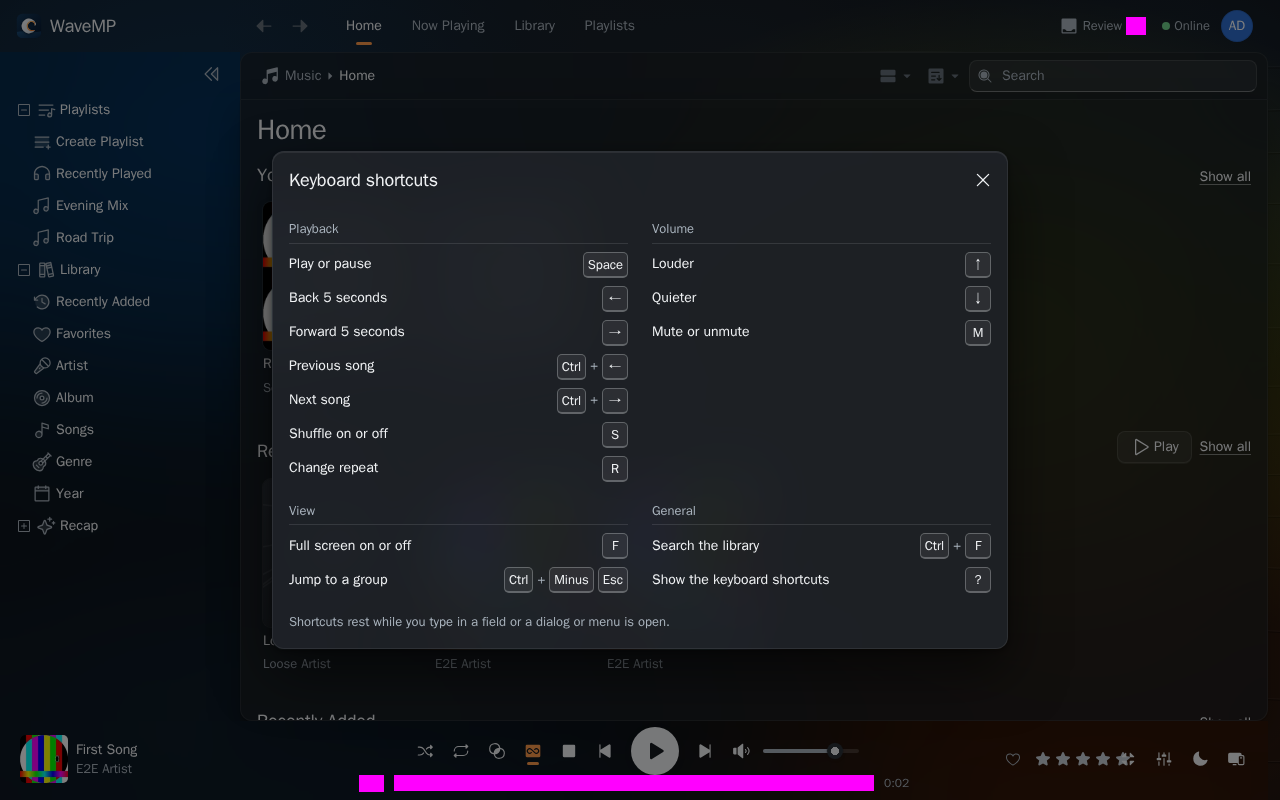 WaveMP
Home
Now Playing
Library
Playlists
Review
Online
AD
Music
Home
Search
Playlists
Create Playlist
Recently Played
Evening Mix
Road Trip
Library
Recently Added
Favorites
Artist
Album
Songs
Genre
Year
Recap
Home
Show all
Keyboard shortcuts
Playback
Play or pause Space
Back 5 seconds ←
Forward 5 seconds →
Previous song Ctrl + ←
Next song Ctrl + →
Shuffle on or off S
Change repeat R
Volume
Louder ↑
Quieter ↓
Mute or unmute M
View
Full screen on or off F
Jump to a group Ctrl + Minus Esc
General
Search the library Ctrl + F
Show the keyboard shortcuts ?
Shortcuts rest while you type in a field or a dialog or menu is open.
Play
Show all
Loose Artist
E2E Artist
E2E Artist
First Song
E2E Artist
0:02